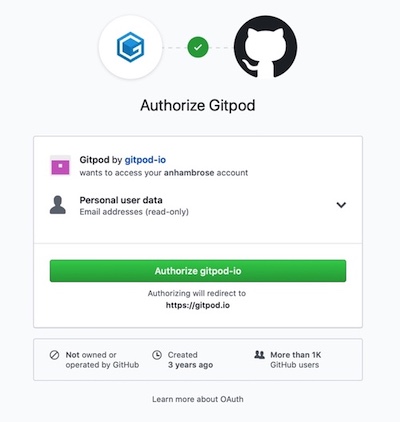 Authorize Gitpod
Gitpod by gitpod-io
wants to access your anhambrose account
Personal user data
Email addresses (read-only)
Authorize gitpod-io
Authorizing will redirect to
https://gitpod.io
Not owned or
operated by GitHub
Created
3 years ago
More than 1K
GitHub users
Learn more about OAuth